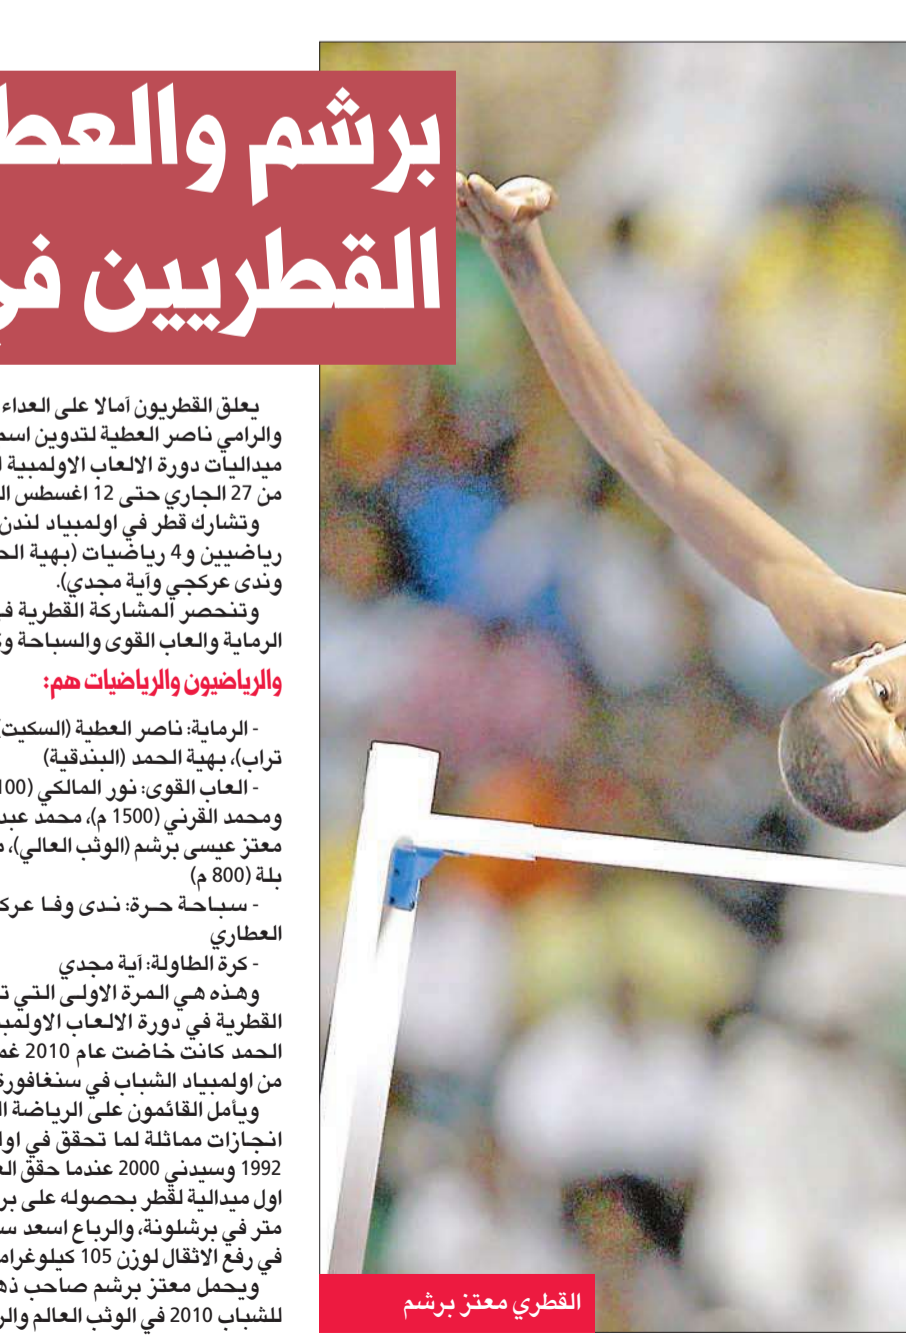 برشم والعط
القطريين في
يعلق القطريون آمالا على العداء
والرامي ناصر العطية لتدوين
ميداليات دورة الالعاب الاولمبية
من 27 الجاري حتى 12 اغسطس
وتشارك قطر في اولمبياد لندن
رياضيين و4 رياضيات (بهية
وندى عركجي وآية مجدي).
وتنحصر المشاركة القطرية
الرماية والعاب القوى والسباحة
والرياضيون والرياضيات هم:
- الرماية: ناصر العطية (السكيت)
تراب)، بهية الحمد (البندقية)
- العاب القوى: نور المالكي (100
ومحمد القرني (1500 م)، محمد
معتز عيسى برشم (الوثب العالي)،
بلة (800 م)
- سباحة حرة: ندى وفا
العطاري
- كرة الطاولة: آية مجدي
وهذه هي المرة الاولى التي
القطرية في دورة الالعاب
الحمد كانت خاضت عام 2010
من اولمبياد الشباب في سنغافورة
ويأمل القائمون على الرياضة
انجازات مماثلة لما تحقق في
1992 وسيدني 2000 عندما حقق
اول ميدالية لقطر بحصوله على
متر في برشلونة، والرباع اسعد
في رفع الاثقال لوزن 105
ويحمل معتز برشم صاحب
للشباب 2010 في الوثب العالم
القطري معتز برشم